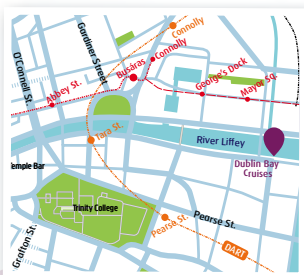 Connolly
Gardiner Street
O'Connell St.
Connolly
Busáras
George's Dock
Mayor Sq.
Abbey St.
Tara St.
River Liffey
Dublin Bay
Cruises
emple Bar
Trinity College
Pearse St.
Pearse St.
Grafton St.
DART